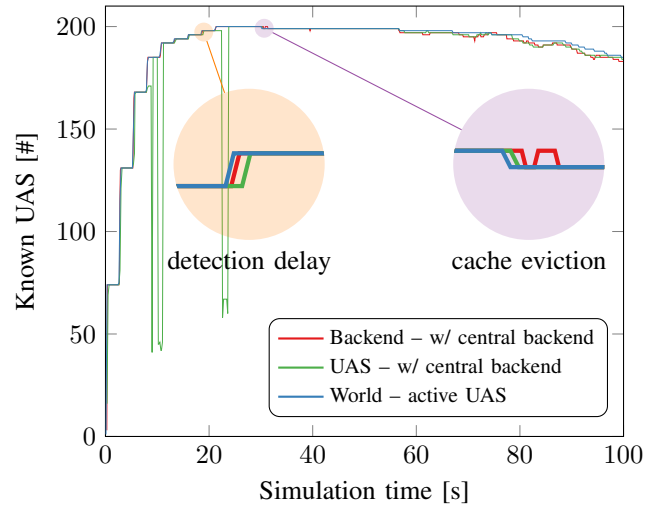 200
150
100
50
0
Known UAS [#]
detection delay
cache eviction
Backend – w/ central backend
UAS – w/ central backend
World – active UAS
0 20 40 60 80 100
Simulation time [s]